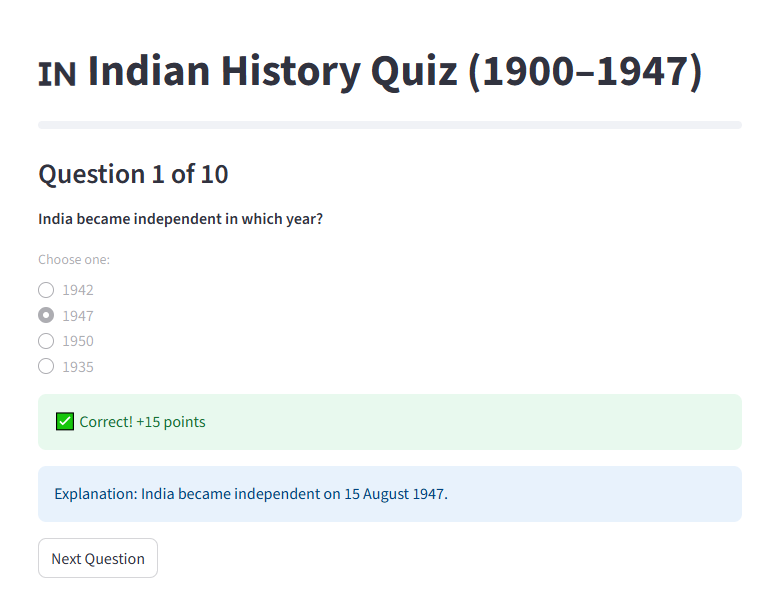 IN Indian History Quiz (1900–1947)
Question 1 of 10
India became independent in which year?
Choose one:
1942
1947
1950
1935
✅ Correct! +15 points
Explanation: India became independent on 15 August 1947.
Next Question